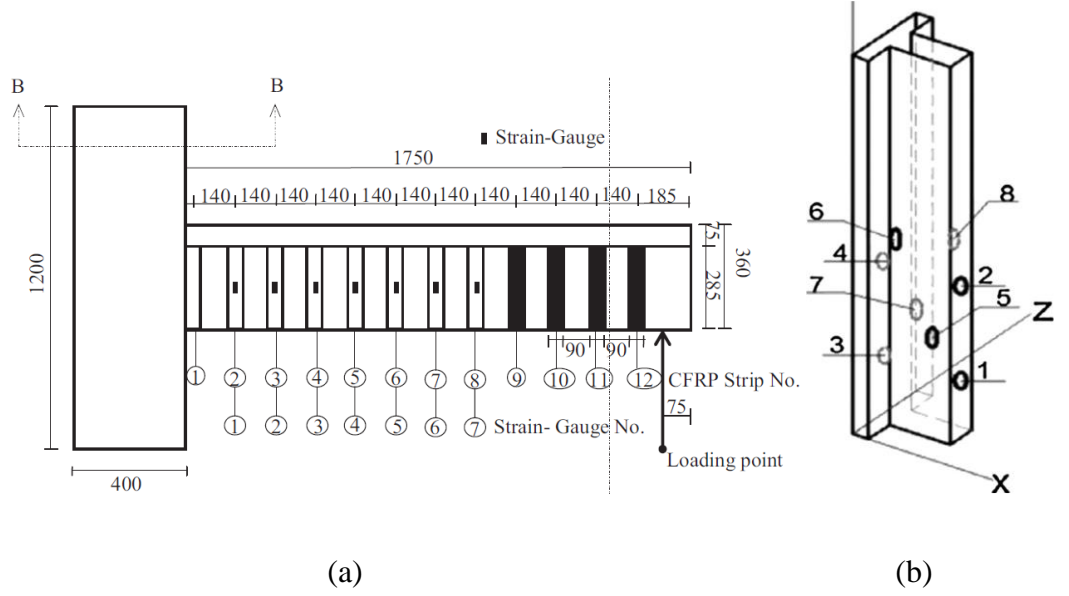 B
B
Strain-Gauge
1750
140 140 140 140 140 140 140 140 140 140 140 185
75
360
285
1200
90 90
1 2 3 4 5 6 7 8 9 10 11 12 CFRP Strip No.
75
1 2 3 4 5 6 7 Strain- Gauge No.
Loading point
400
6
8
4
2
7
5
Z
3
1
X
(a)
(b)